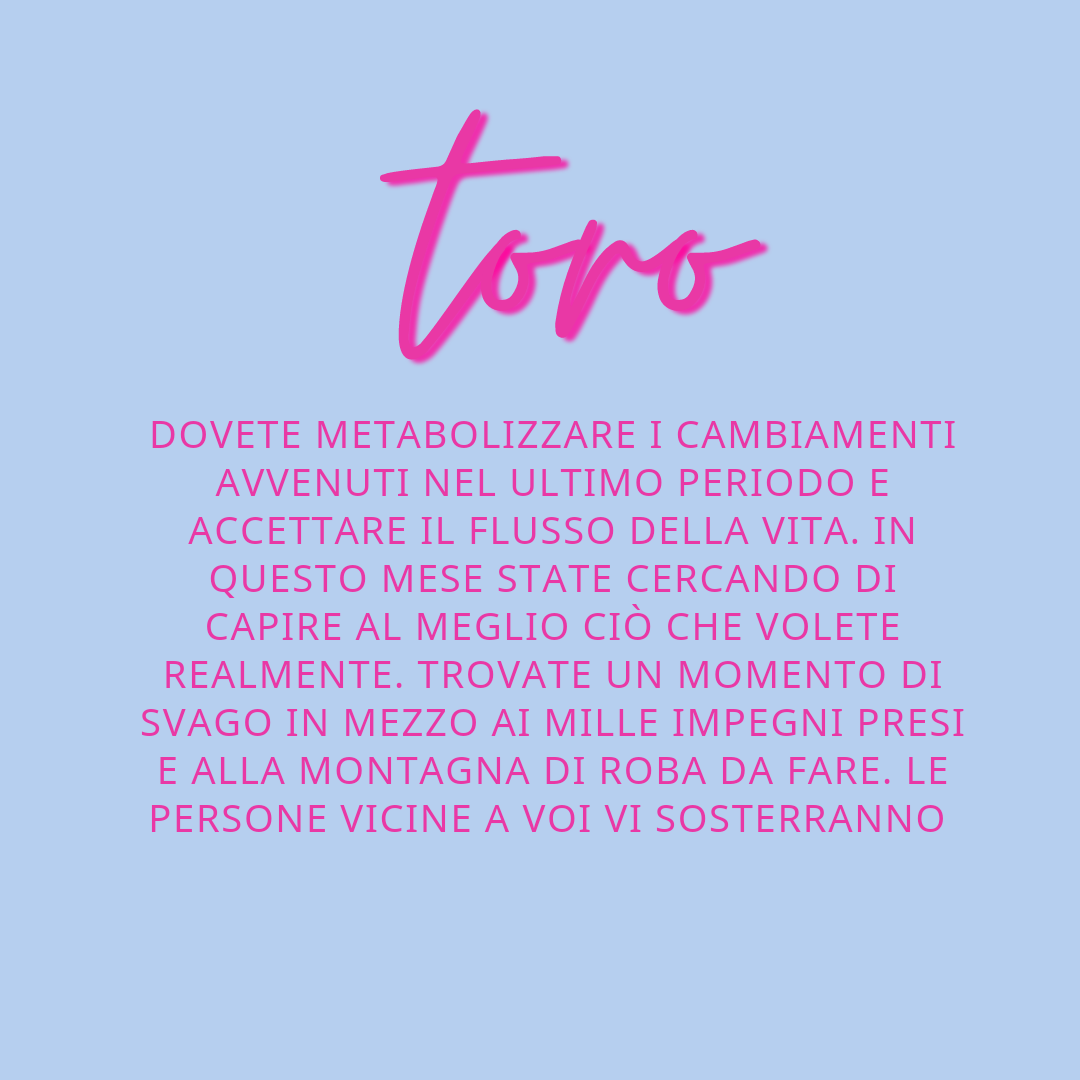 toro
DOVETE METABOLIZZARE I CAMBIAMENTI
AVVENUTI NEL ULTIMO PERIODO E
ACCETTARE IL FLUSSO DELLA VITA. IN
QUESTO MESE STATE CERCANDO DI
CAPIRE AL MEGLIO CIÒ CHE VOLETE
REALMENTE. TROVATE UN MOMENTO DI
SVAGO IN MEZZO AI MILLE IMPEGNI PRESI
E ALLA MONTAGNA DI ROBA DA FARE. LE
PERSONE VICINE A VOI VI SOSTERRANNO